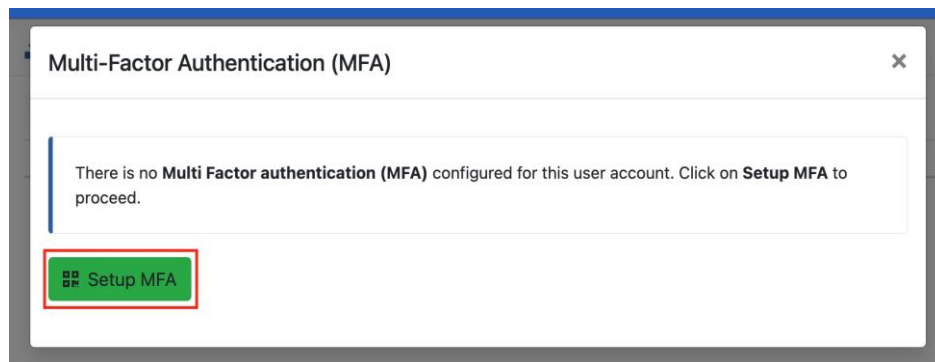 Multi-Factor Authentication (MFA) ×
There is no Multi Factor authentication (MFA) configured for this user account. Click on Setup MFA to
proceed.
Setup MFA